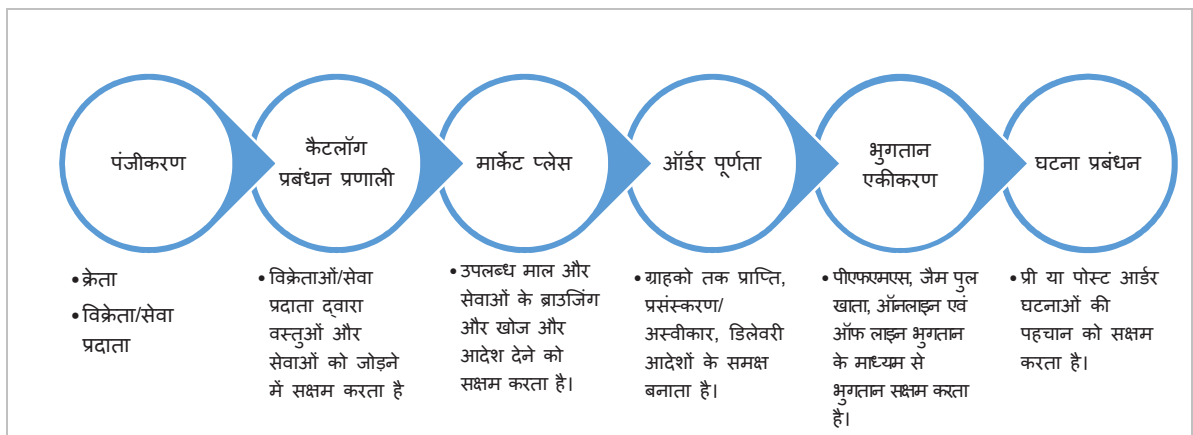 पंजीकरण
कैटलॉग
प्रबंधन प्रणाली
मार्केट प्लेस
ऑर्डर पूर्णता
भुगतान
एकीकरण
घटना प्रबंधन
• क्रेता
• विक्रेता/सेवा
प्रदाता
• विक्रेताओं/सेवा
प्रदाता द्वारा
वस्तुओं और
सेवाओं को जोड़ने
में सक्षम करता है
• उपलब्ध माल और
सेवाओं के ब्राउजिंग
और खोज और
आदेश देने को
सक्षम करता है।
• ग्राहको तक प्राप्ति,
प्रसंस्करण/
अस्वीकार, डिलेवरी
आदेशों के समक्ष
बनाता है।
• पीएफएमएस, जैम पुल
खाता, ऑनलाइन एवं
ऑफ लाइन भुगतान
के माध्यम से
भुगतान सक्षम करता
है।
• प्री या पोस्ट आर्डर
घटनाओं की
पहचान को सक्षम
करता है।